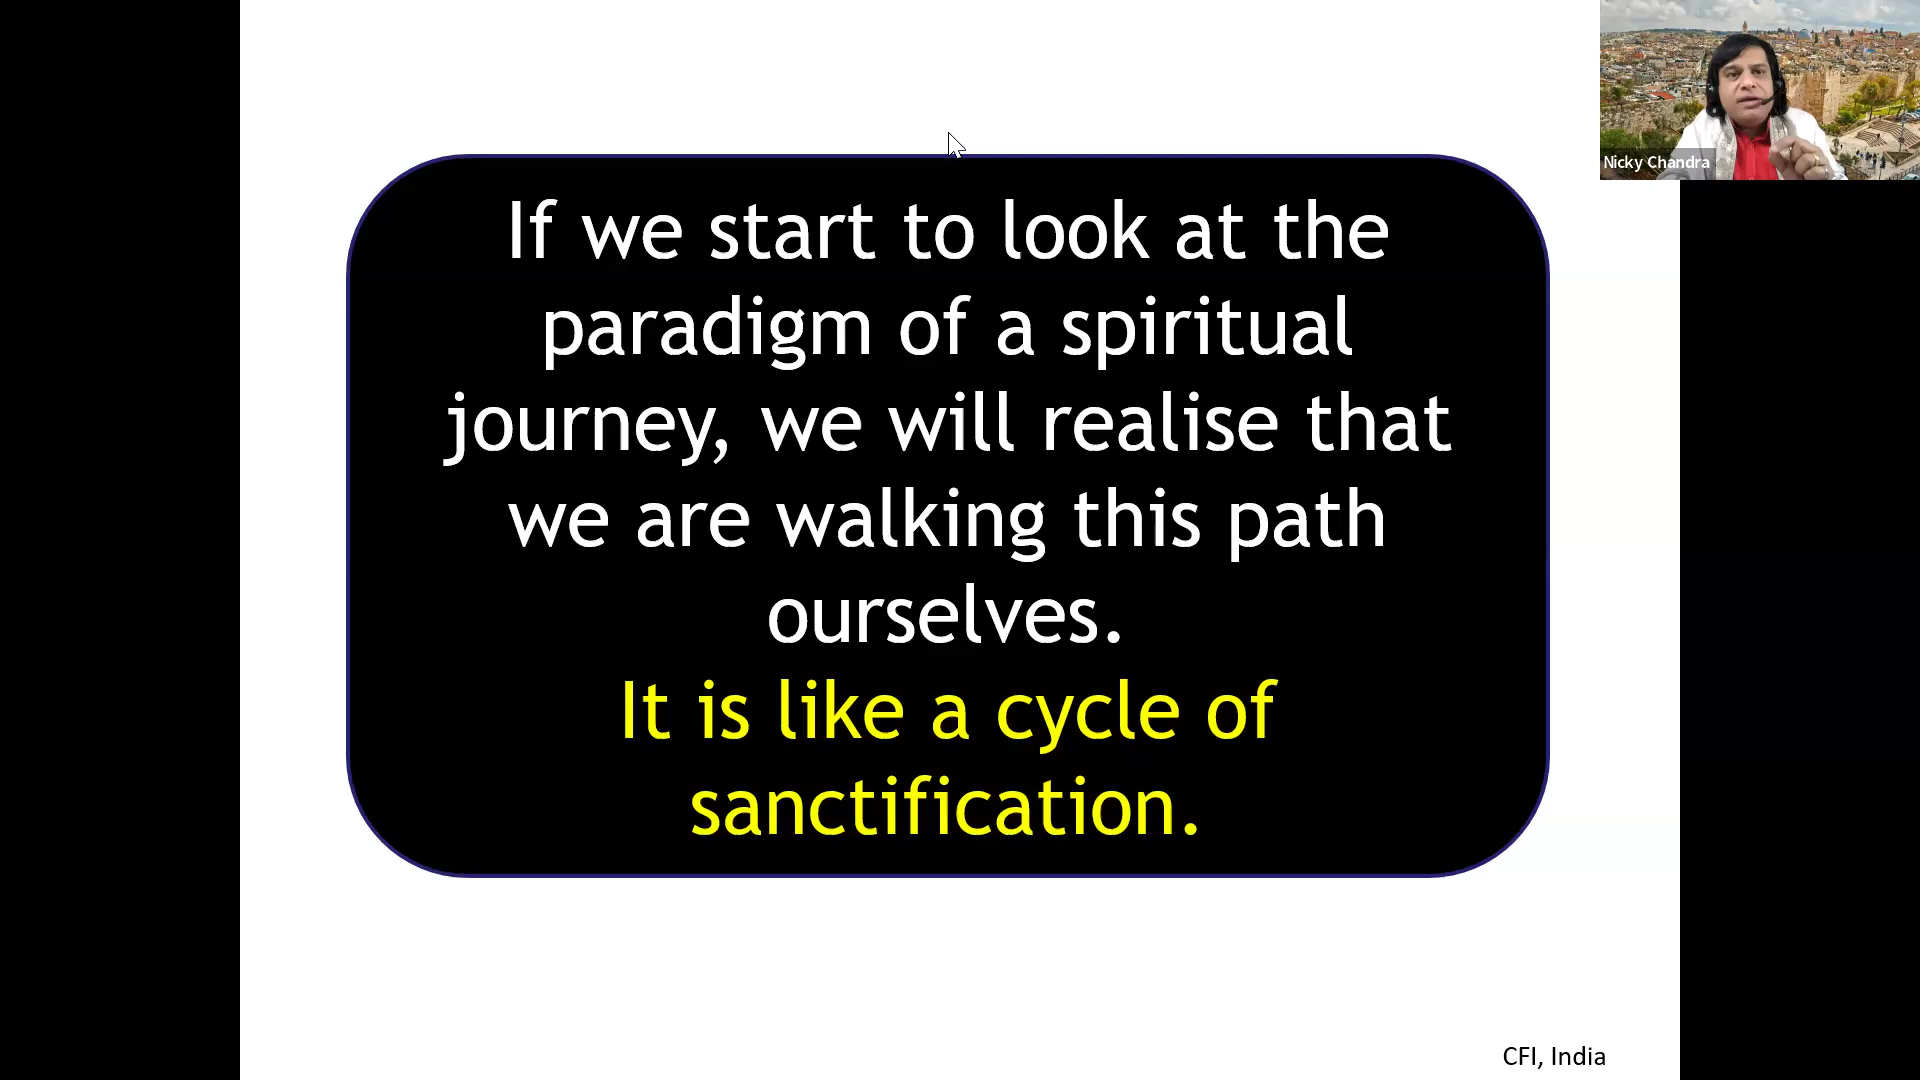 Nicky Chandra
If we start to look at the
paradigm of a spiritual
journey, we will realise that
we are walking this path
ourselves.
It is like a cycle of
sanctification.
CFI, India